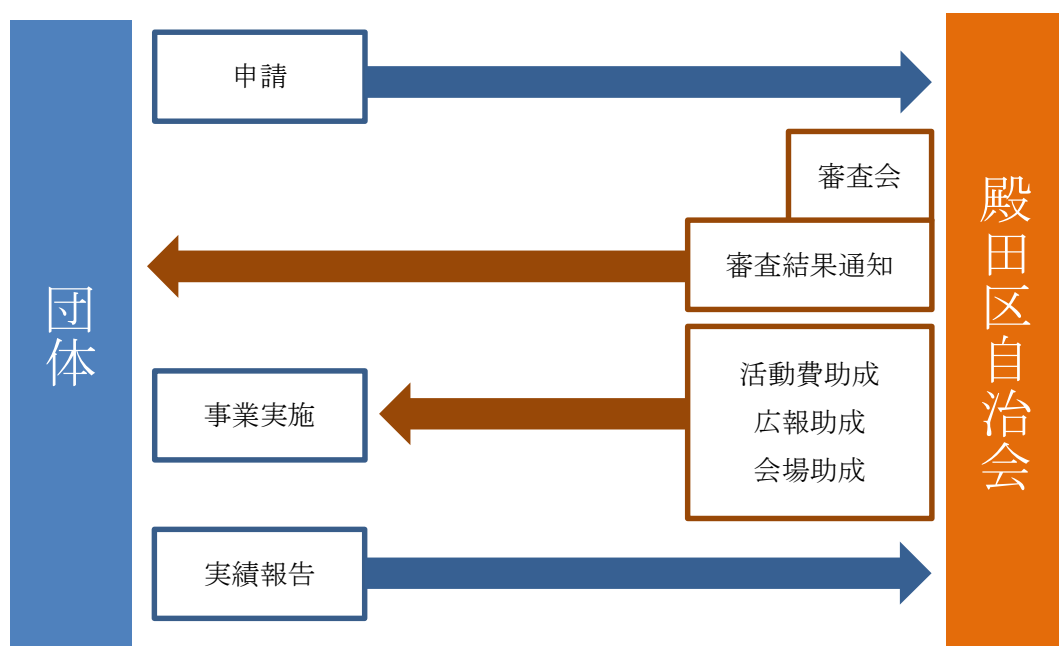 団体
申請
審査会
審査結果通知
事業実施
活動費助成
広報助成
会場助成
実績報告
殿田区自治会